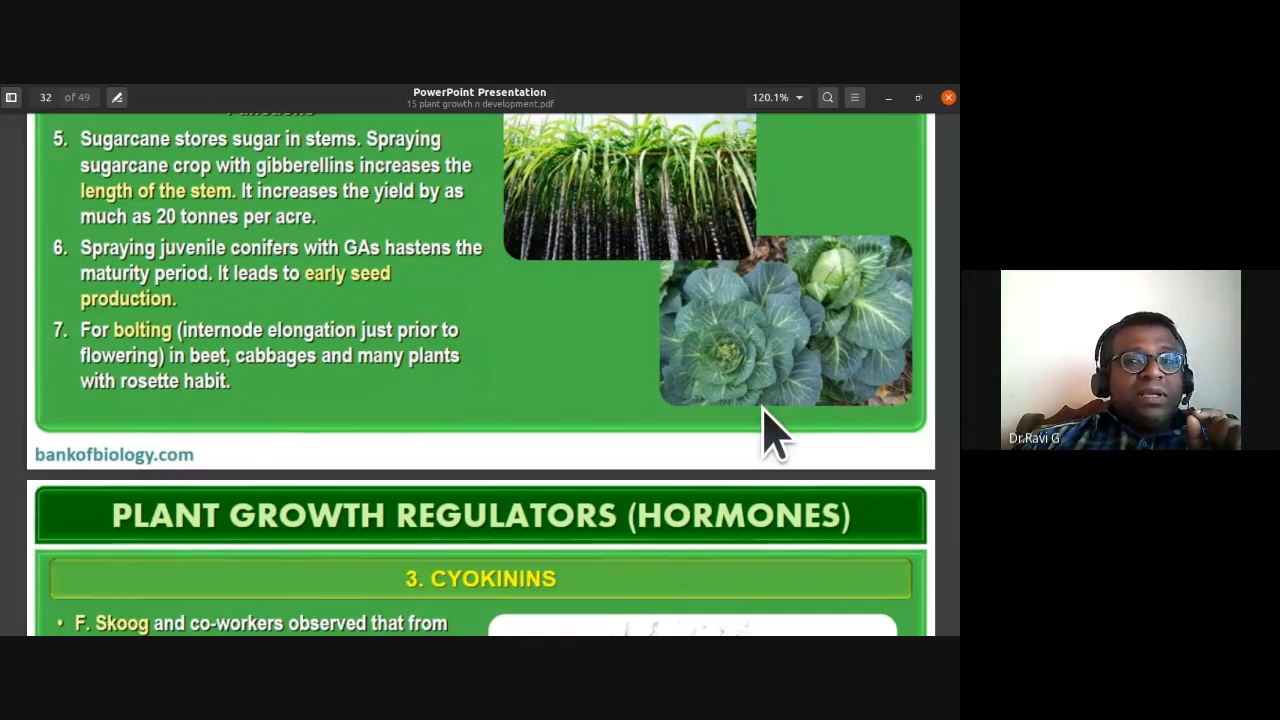 32 of 49
PowerPoint Presentation
15 plant growth n development.pdf
120.1%
Functions
5. Sugarcane stores sugar in stems. Spraying
sugarcane crop with gibberellins increases the
length of the stem. It increases the yield by as
much as 20 tonnes per acre.
6. Spraying juvenile conifers with GAs hastens the
maturity period. It leads to early seed
production.
7. For bolting (internode elongation just prior to
flowering) in beet, cabbages and many plants
with rosette habit.
bankofbiology.com
PLANT GROWTH REGULATORS (HORMONES)
3. CYOKININS
• F. Skoog and co-workers observed that from
Dr.Ravi G